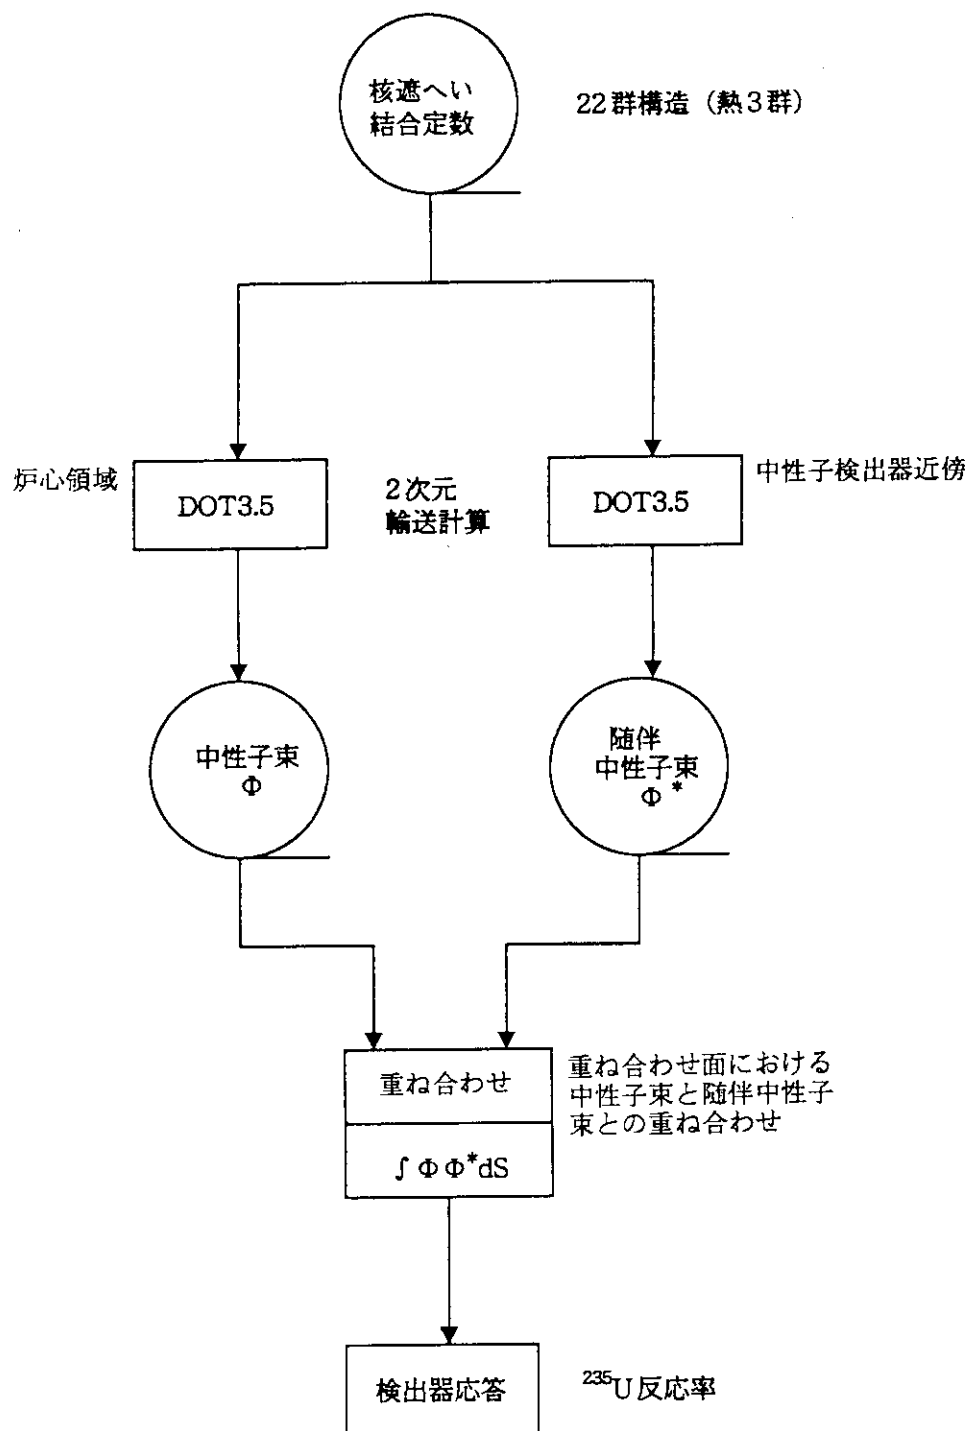 核遮へい
結合定数
22群構造（熱3群）
炉心領域
DOT3.5
2次元
輸送計算
DOT3.5
中性子検出器近傍
中性子束
Φ
随伴
中性子束
Φ*
重ね合わせ
∫ΦΦ*dS
重ね合わせ面における
中性子束と随伴中性子
束との重ね合わせ
検出器応答
²³⁵U反応率